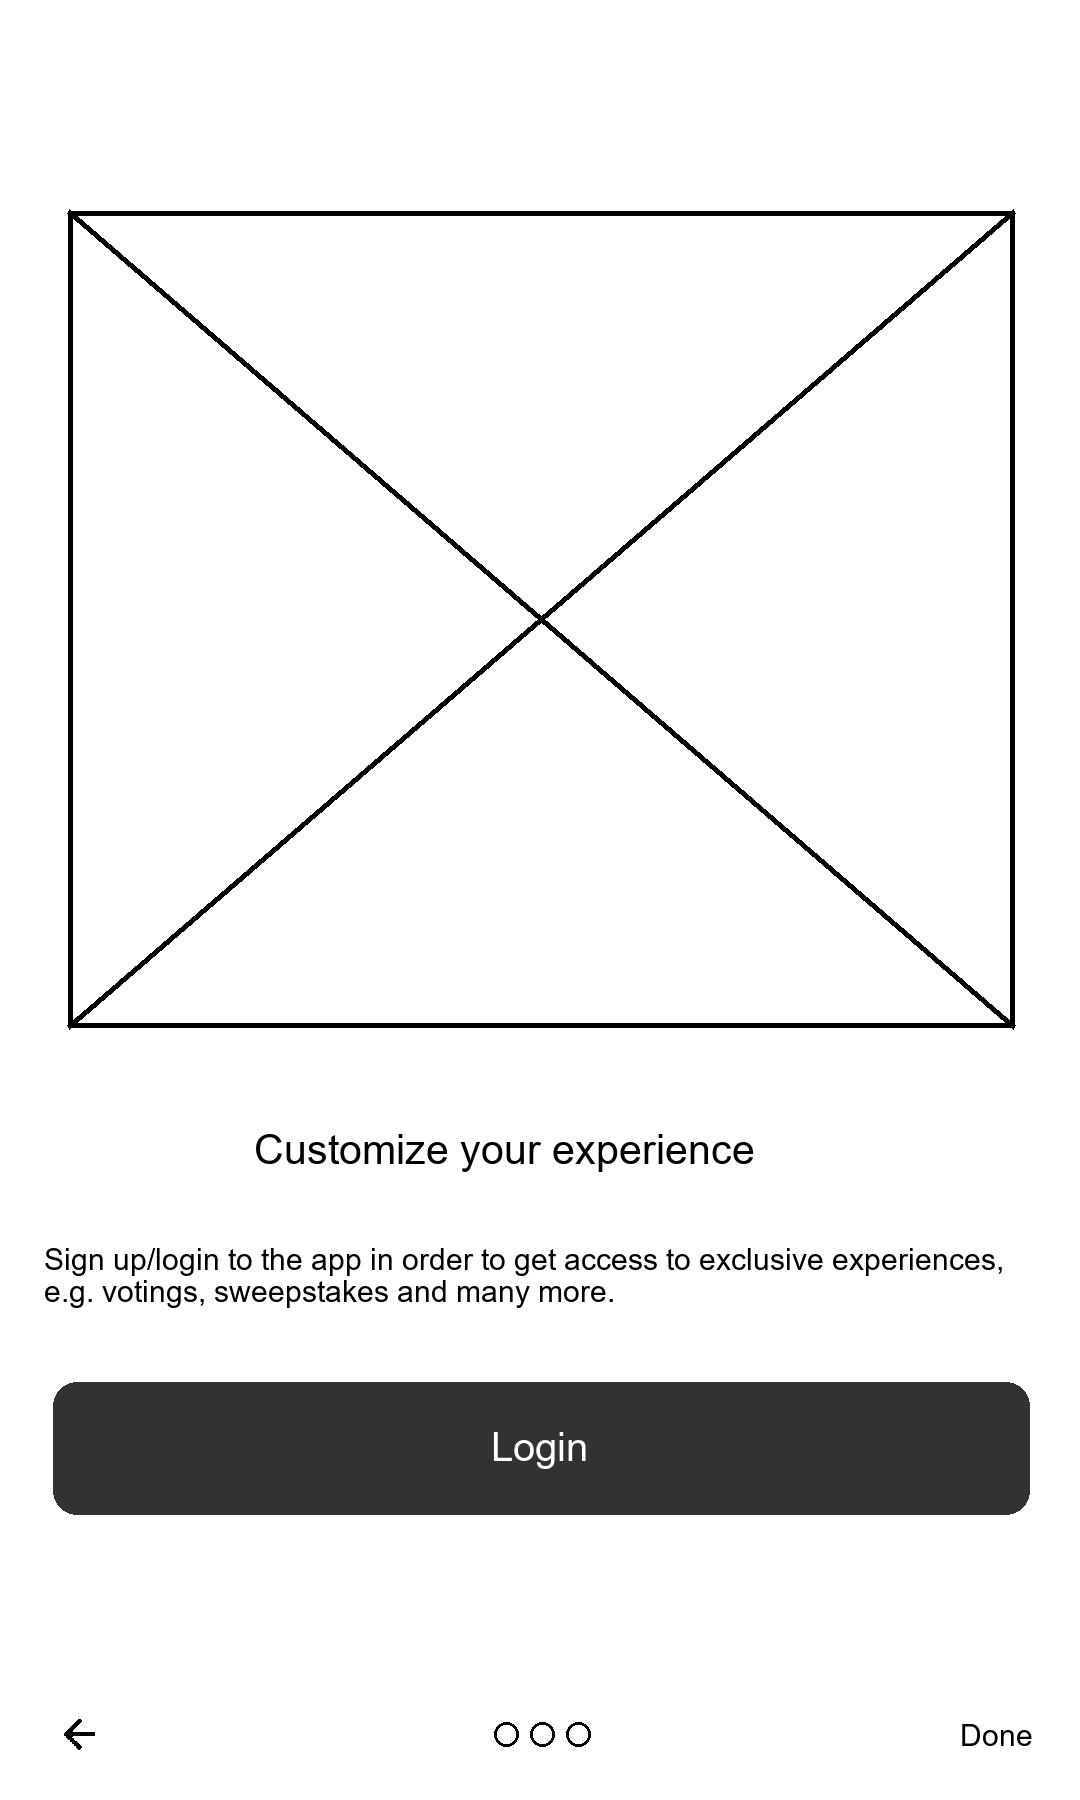 Customize your experience
Sign up/login to the app in order to get access to exclusive experiences,
e.g. votings, sweepstakes and many more.
Login
Done